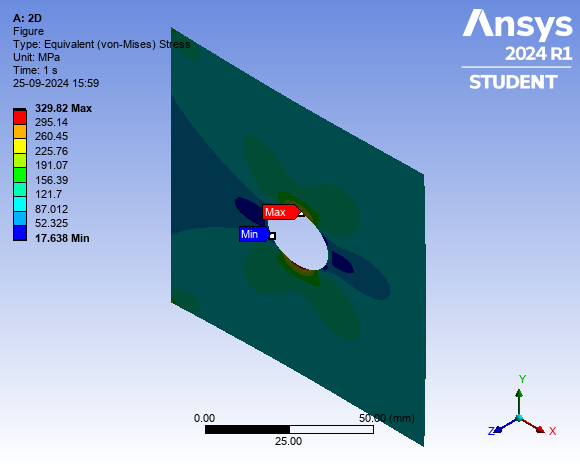 A: 2D
Figure
Type: Equivalent (von-Mises) Stress
Unit: MPa
Time: 1 s
25-09-2024 15:59
Ansys
2024 R1
STUDENT
329.82 Max
295.14
260.45
225.76
191.07
156.39
121.7
87.012
52.325
17.638 Min
Max
Min
0.00
50.00 (mm)
25.00
Y
Z
X